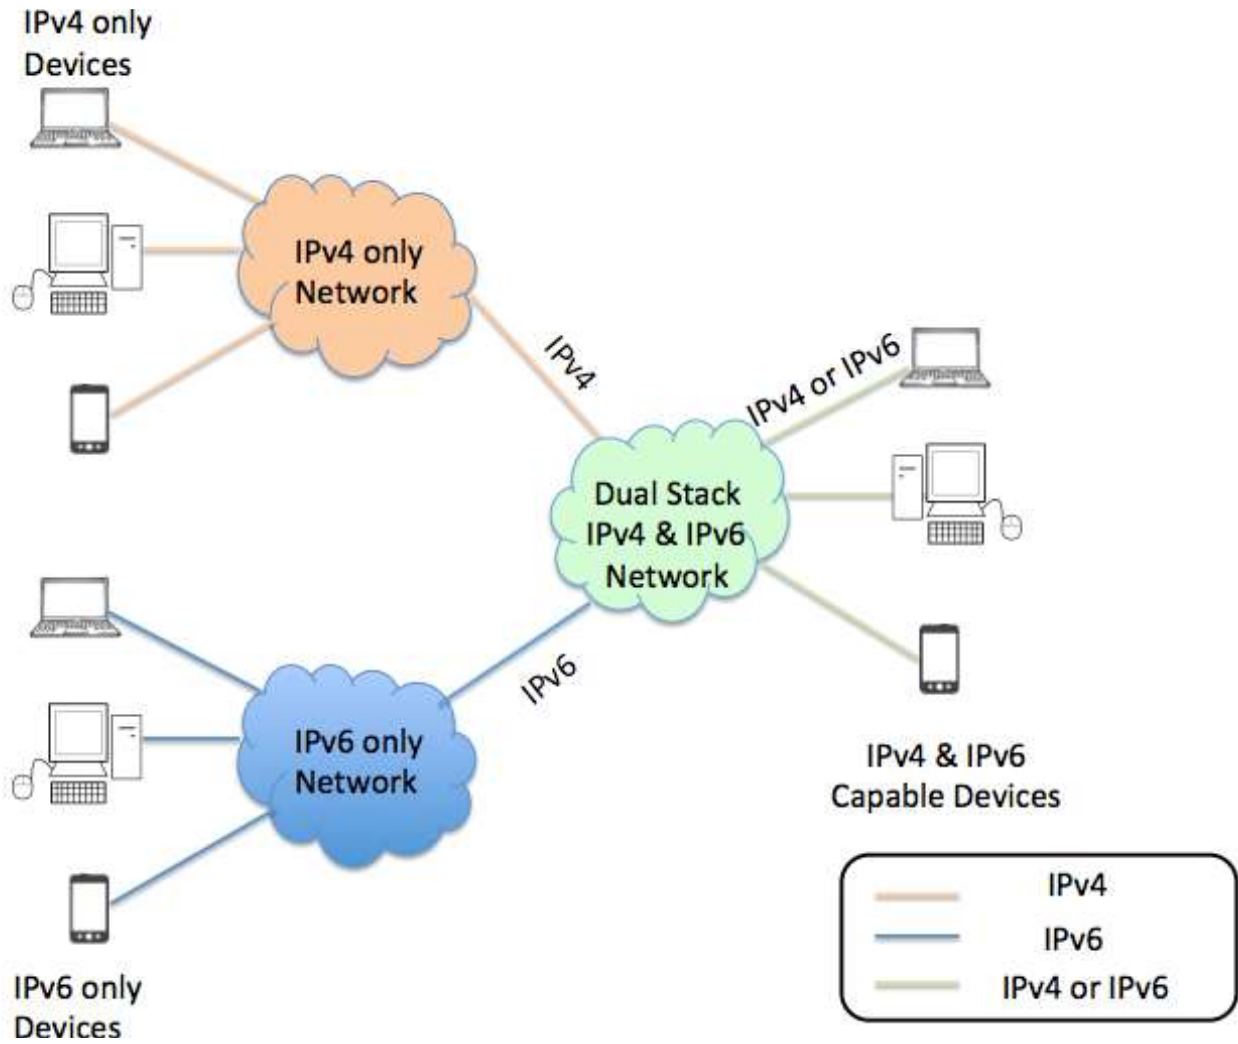 IPv4 only
Devices
IPv4 only
Network
IPv4
IPv4 or IPv6
Dual Stack
IPv4 & IPv6
Network
IPv6
IPv6 only
Network
IPv4 & IPv6
Capable Devices
IPv6 only
Devices
IPv4
IPv6
IPv4 or IPv6